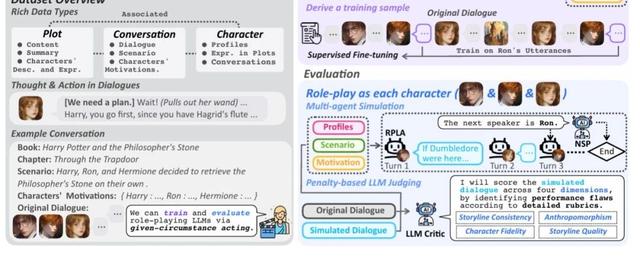 Dataset Overview
Rich Data Types
Associated
Plot
Content
Summary
Characters'
Desc. and Expr.
Conversation
Dialogue
Scenario
Characters'
Motivations.
Character
Profiles
Expr. in Plots
Conversations
Thought & Action in Dialogues
[We need a plan.] Wait! (Pulls out her wand) ...
Harry, you go first, since you have Hagrid's flute ...
Example Conversation
Book: Harry Potter and the Philosopher's Stone
Chapter: Through the Trapdoor
Scenario: Harry, Ron, and Hermione decided to retrieve the
Philosopher's Stone on their own .
Characters' Motivations: { Harry : ..., Ron : ..., Hermione : ... }
Original Dialogue:
...
We can train and evaluate
role-playing LLMs via
given-circumstance acting.
Derive a training sample
Original Dialogue
Supervised Fine-tuning
Train on Ron's Utterances
Evaluation
Role-play as each character ( & & )
Multi-agent Simulation
Profiles
Scenario
Motivation
RPLA
Turn 1
If Dumbledore
were here...
Turn 2
...
Turn 3
The next speaker is Ron.
NSP
End
Penalty-based LLM Judging
Original Dialogue
Simulated Dialogue
LLM Critic
I will score the simulated
dialogue across four dimensions,
by identifying performance flaws
according to detailed rubrics.
Storyline Consistency
Anthropomorphism
Character Fidelity
Storyline Quality